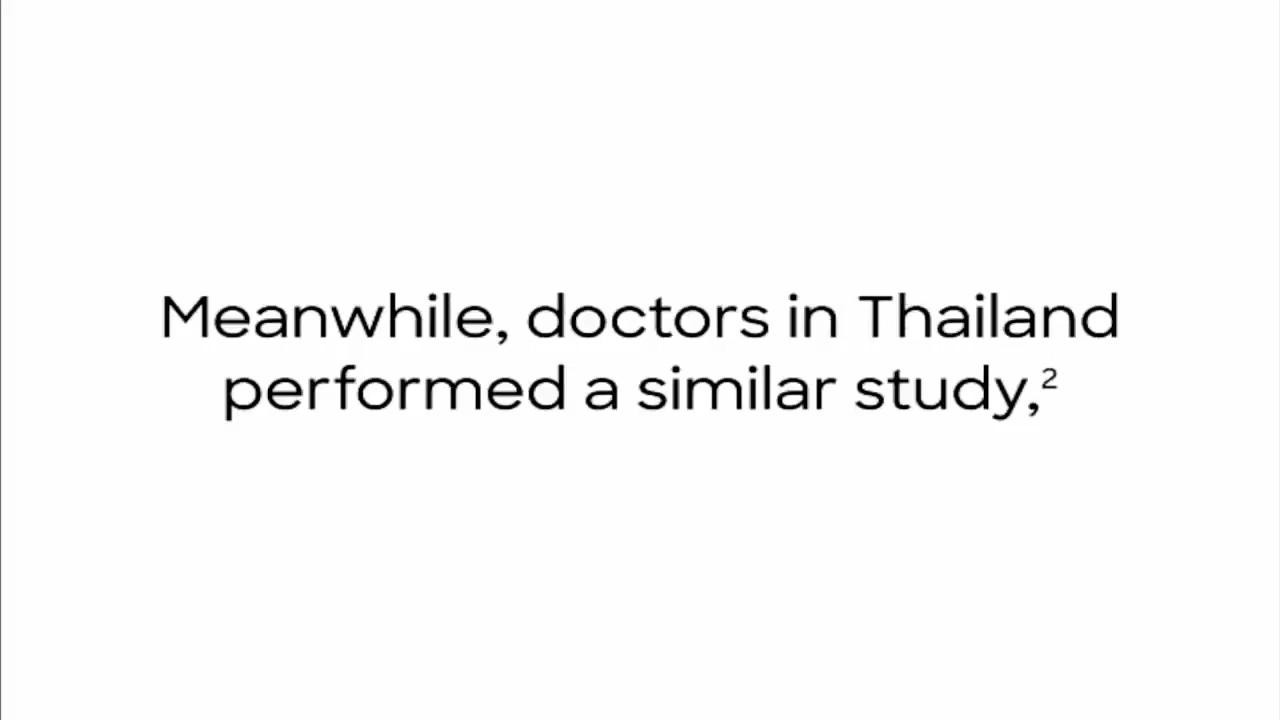 Meanwhile, doctors in Thailand
performed a similar study,²